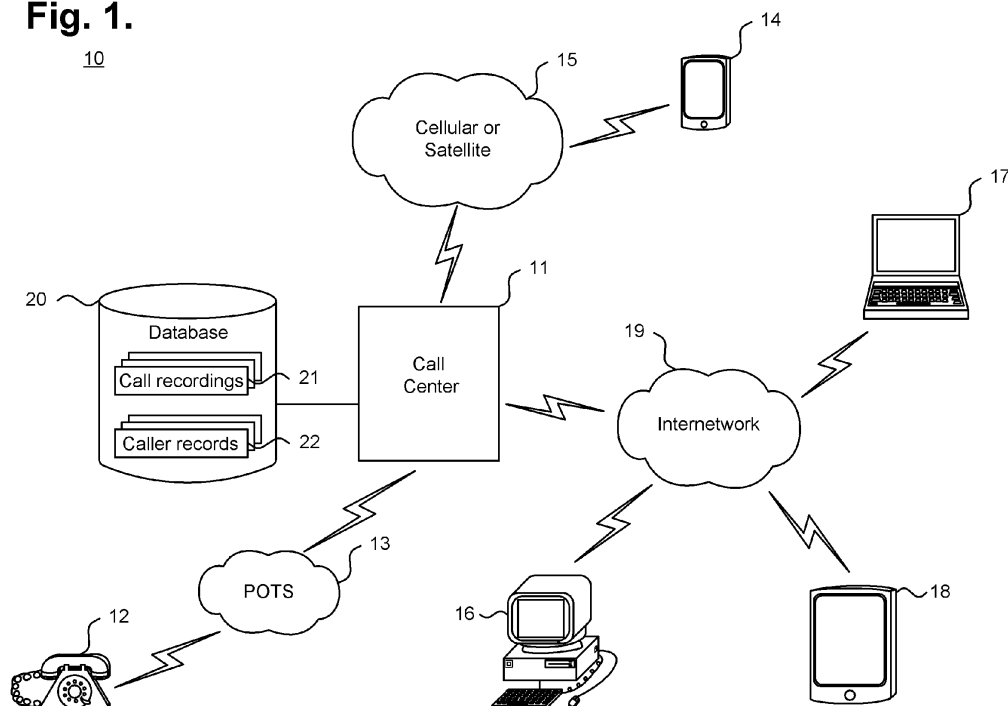 Fig. 1.
10
14
15
Cellular or
Satellite
17
11
20
Database
Call recordings
21
Caller records
22
Call
Center
19
Internetwork
13
POTS
12
16
18